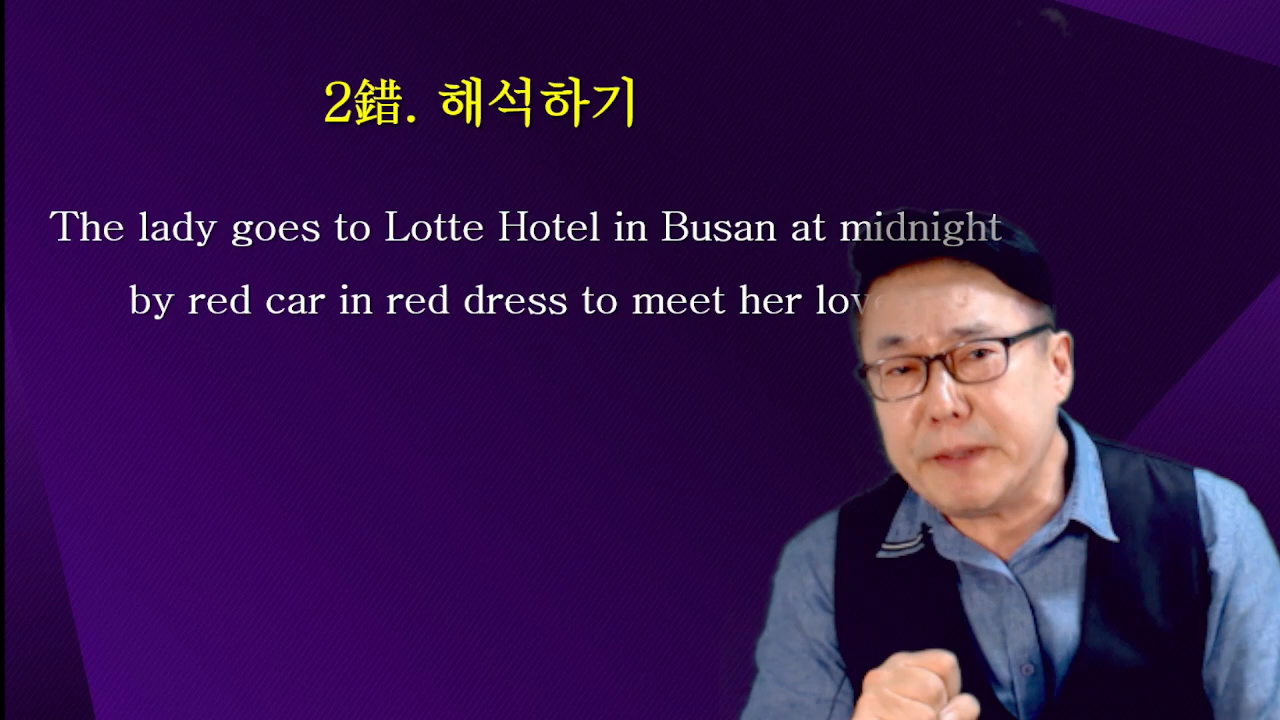 2錯. 해석하기
The lady goes to Lotte Hotel in Busan at midnight
by red car in red dress to meet her